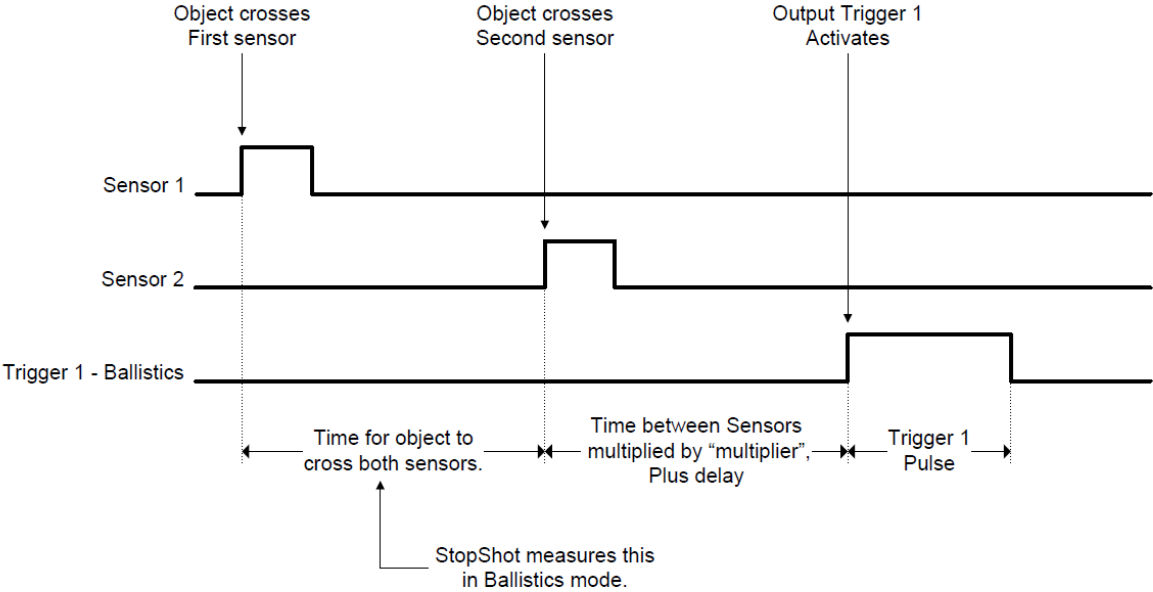 Object crosses
First sensor
Object crosses
Second sensor
Output Trigger 1
Activates
Sensor 1
Sensor 2
Trigger 1 - Ballistics
Time for object to
cross both sensors.
Time between Sensors
multiplied by “multiplier”,
Plus delay
Trigger 1
Pulse
StopShot measures this
in Ballistics mode.